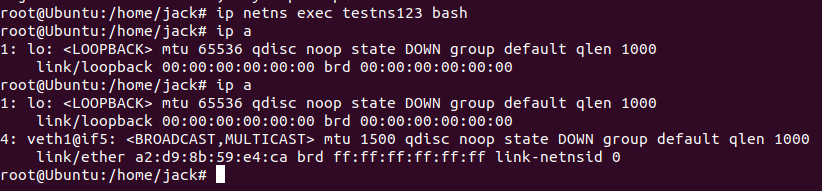 root@Ubuntu:/home/jack# ip netns exec testns123 bash
root@Ubuntu:/home/jack# ip a
1: lo: <LOOPBACK> mtu 65536 qdisc noop state DOWN group default qlen 1000
    link/loopback 00:00:00:00:00:00 brd 00:00:00:00:00:00
root@Ubuntu:/home/jack# ip a
1: lo: <LOOPBACK> mtu 65536 qdisc noop state DOWN group default qlen 1000
    link/loopback 00:00:00:00:00:00 brd 00:00:00:00:00:00
4: veth1@if5: <BROADCAST,MULTICAST> mtu 1500 qdisc noop state DOWN group default qlen 1000
    link/ether a2:d9:8b:59:e4:ca brd ff:ff:ff:ff:ff:ff link-netnsid 0
root@Ubuntu:/home/jack#